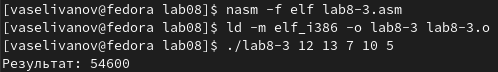 [vaselivanov@fedora lab08]$ nasm -f elf lab8-3.asm
[vaselivanov@fedora lab08]$ ld -m elf_i386 -o lab8-3 lab8-3.o
[vaselivanov@fedora lab08]$ ./lab8-3 12 13 7 10 5
Результат: 54600